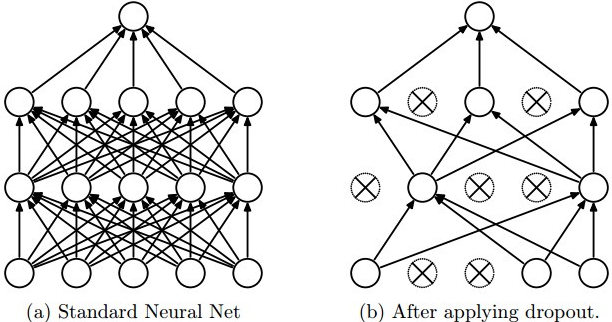 (a) Standard Neural Net
(b) After applying dropout.